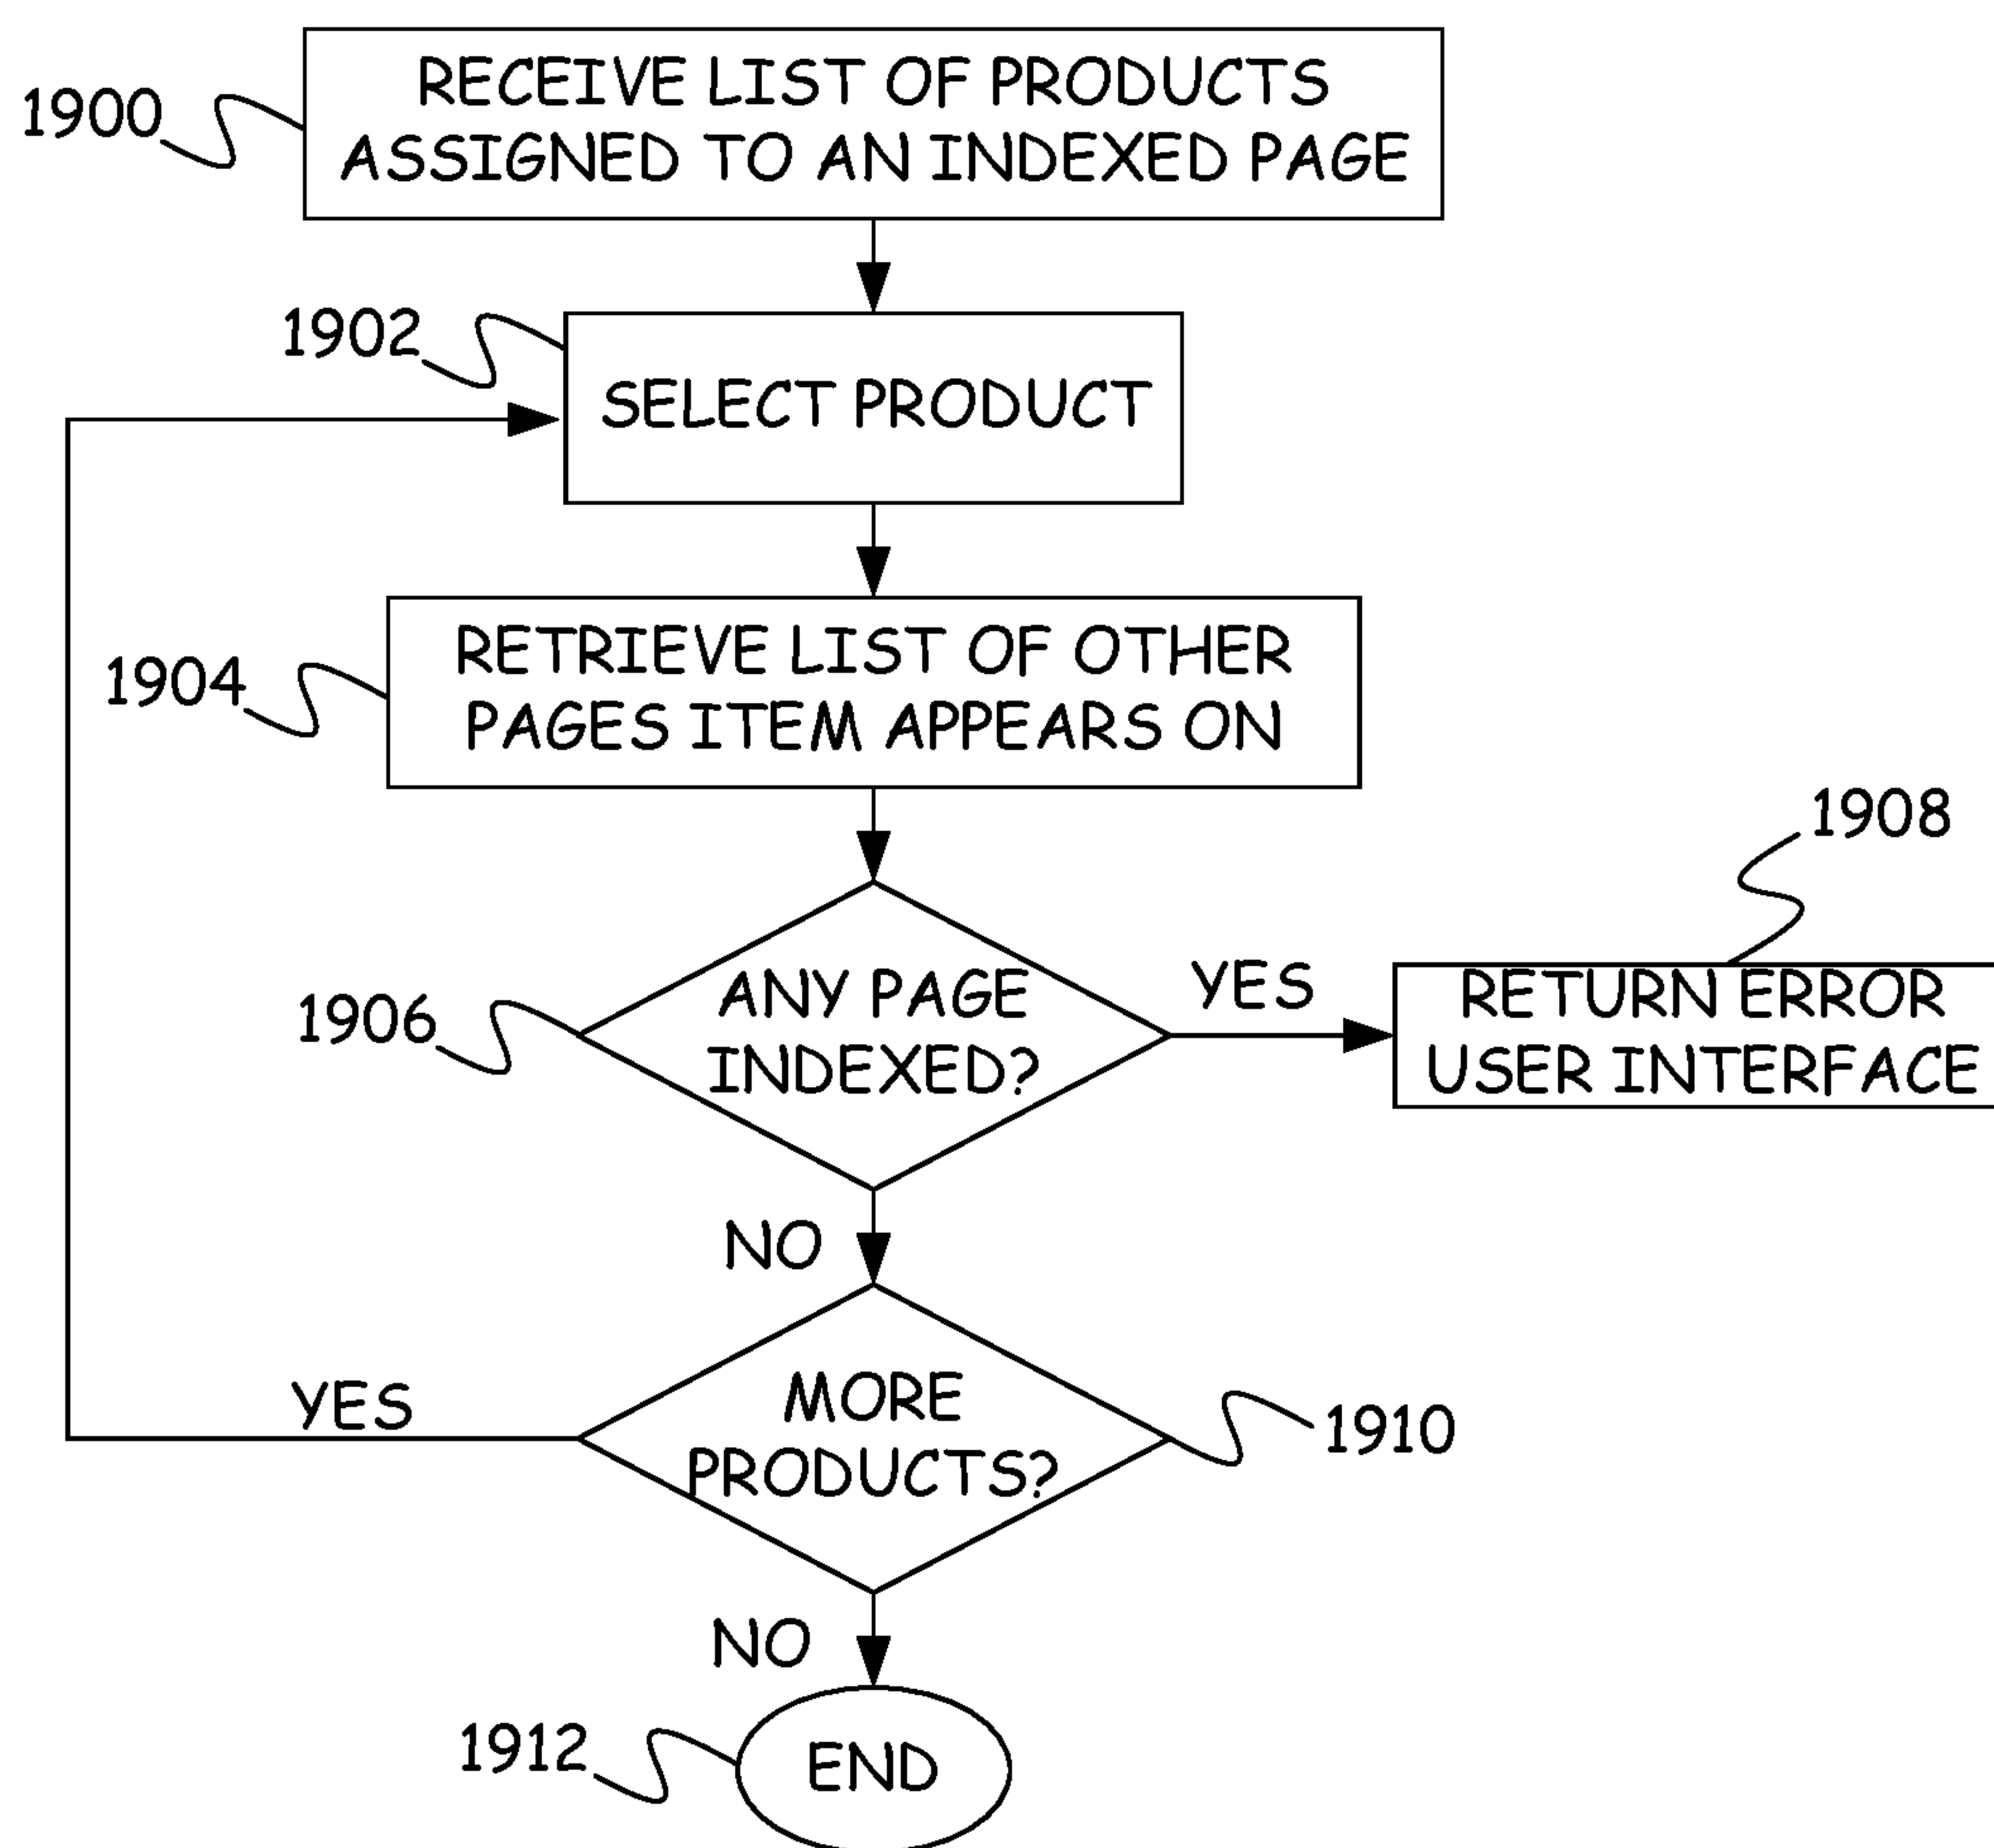 RECEIVE LIST OF PRODUCTS
ASSIGNED TO AN INDEXED PAGE
1900
1902
SELECT PRODUCT
RETRIEVE LIST OF OTHER
PAGES ITEM APPEARS ON
1904
1908
ANY PAGE
INDEXED?
1906
YES
RETURN ERROR
USER INTERFACE
NO
MORE
PRODUCTS?
YES
1910
NO
1912
END